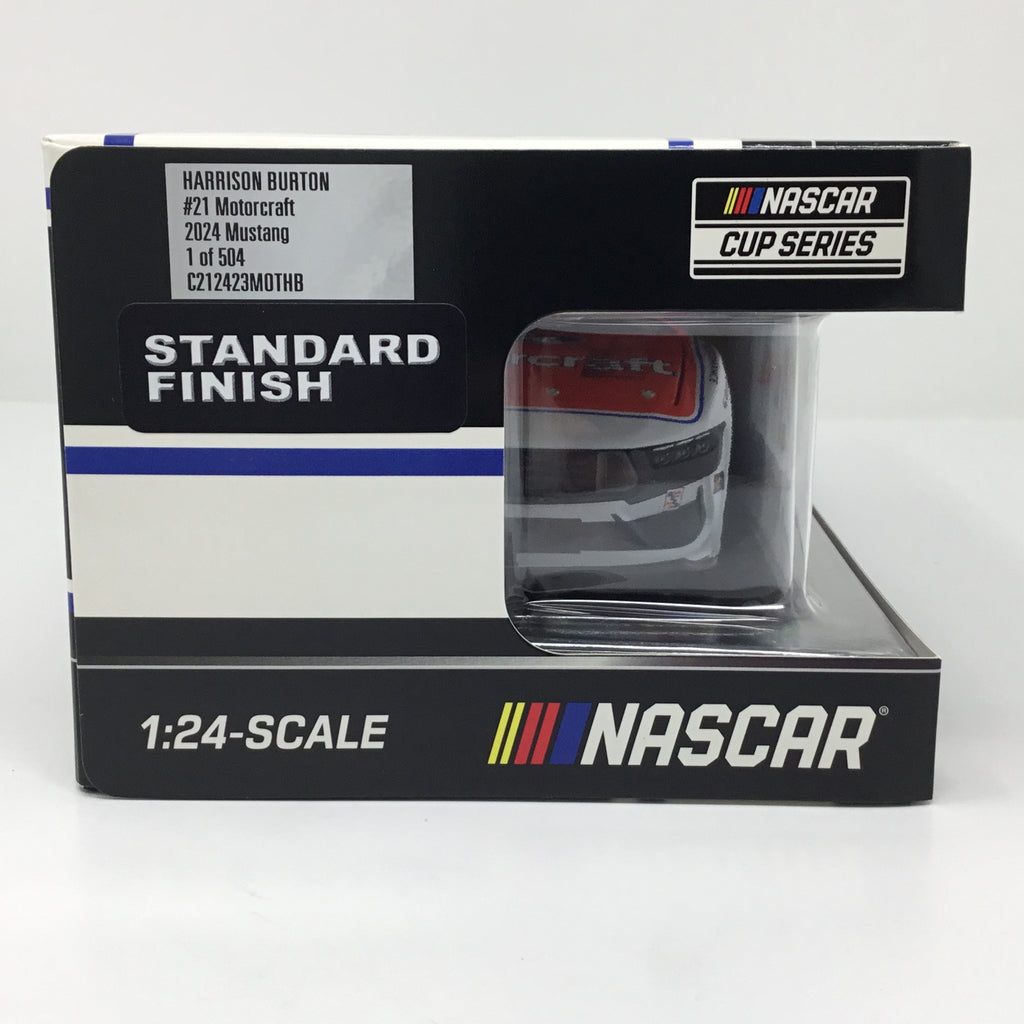 HARRISON BURTON
#21 Motorcraft
2024 Mustang
1 of 504
C212423MOTHB
NASCAR
CUP SERIES
STANDARD
FINISH
1:24-SCALE
NASCAR®